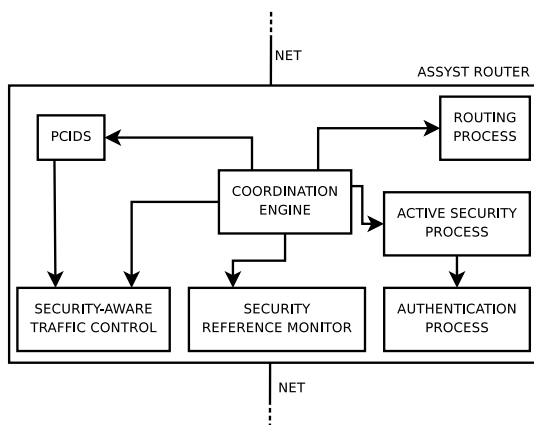 NET
ASSYST ROUTER
PCIDS
ROUTING
PROCESS
COORDINATION
ENGINE
ACTIVE SECURITY
PROCESS
SECURITY-AWARE
TRAFFIC CONTROL
SECURITY
REFERENCE MONITOR
AUTHENTICATION
PROCESS
NET